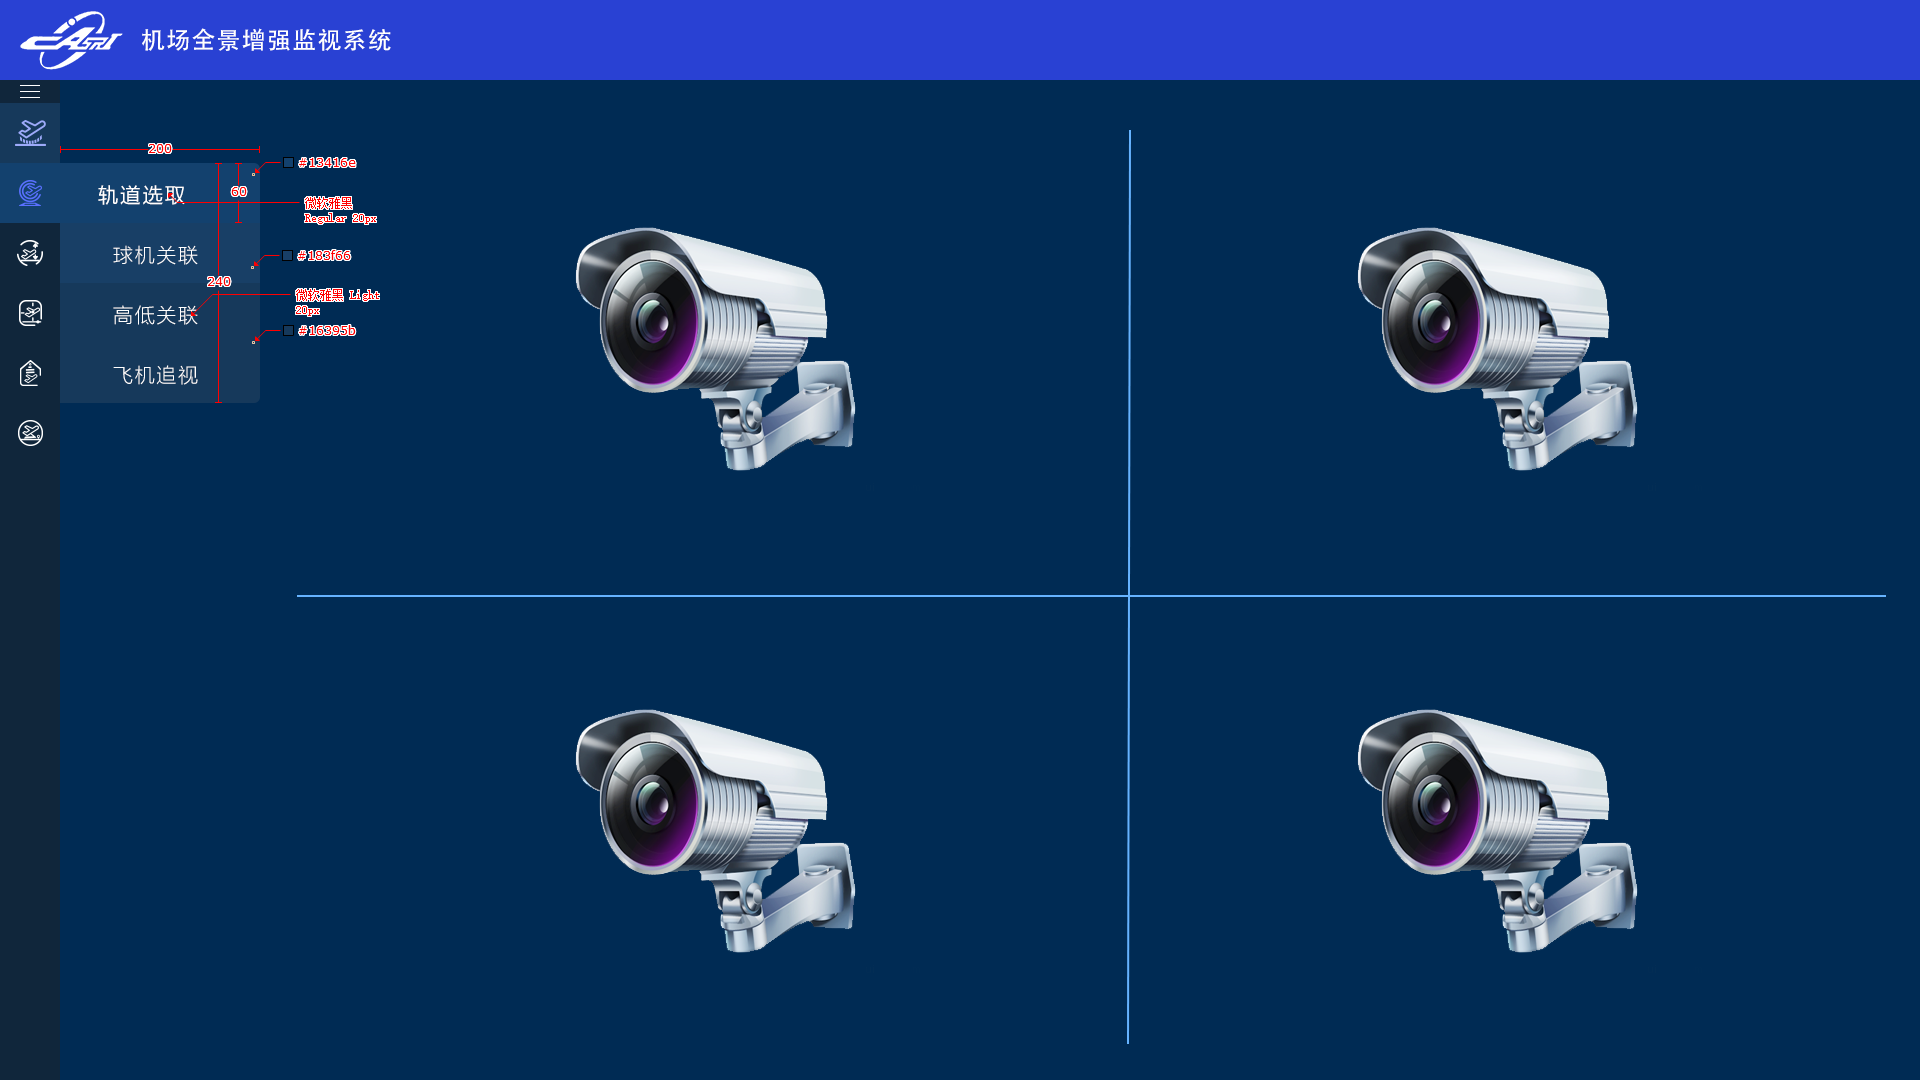 CAGRI 机场全景增强监视系统
200
#13416e
轨道选取
60
微软雅黑
Regular 20px
球机关联
#183f66
240
微软雅黑 Light
20px
高低关联
#16395b
飞机追视